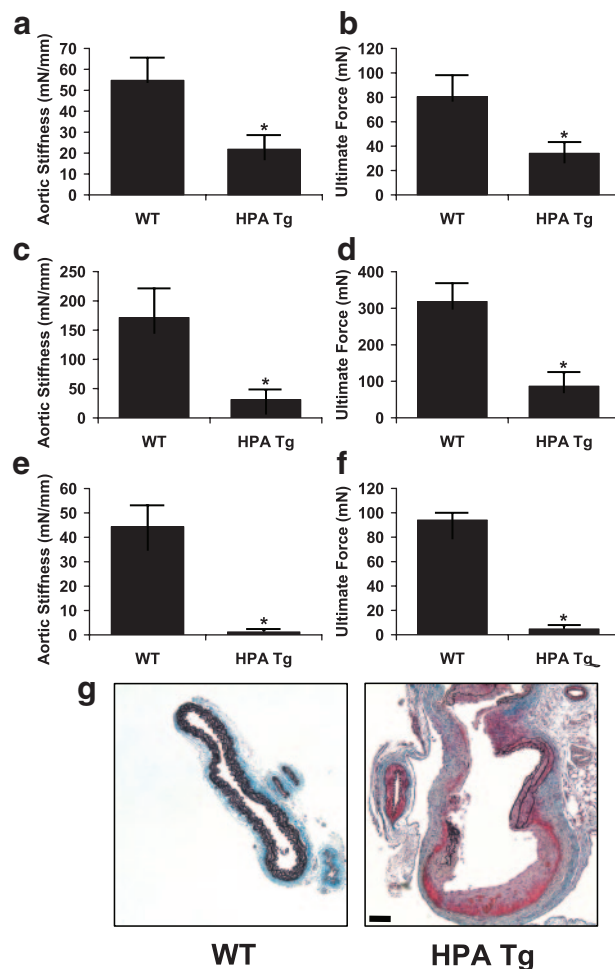 a
Aortic Stiffness (mN/mm)
70
60
50
40
30
20
10
0
*
WT
HPA Tg
b
Ultimate Force (mN)
120
100
80
60
40
20
0
*
WT
HPA Tg
c
Aortic Stiffness (mN/mm)
250
200
150
100
50
0
*
WT
HPA Tg
d
Ultimate Force (mN)
400
300
200
100
0
*
WT
HPA Tg
e
Aortic Stiffness (mN/mm)
60
50
40
30
20
10
0
*
WT
HPA Tg
f
Ultimate Force (mN)
120
100
80
60
40
20
0
*
WT
HPA Tg
g
WT
HPA Tg